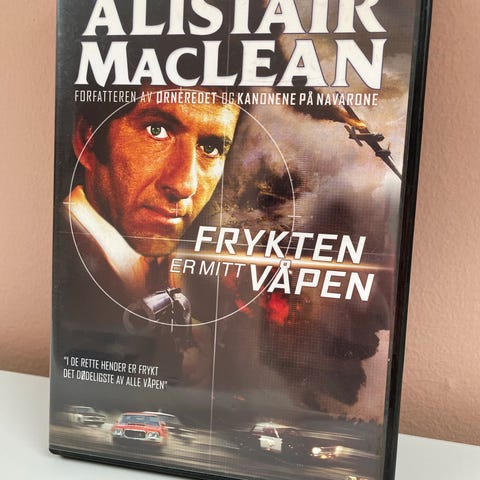 ALISTAIR
MACLEAN
FORFATTEREN AV ØRNEREDET OG KANONENE PÅ NAVARONE
FRYKTEN
ER MITT VÅPEN
"I DE RETTE HENDER ER FRYKT
DET DØDELIGSTE AV ALLE VÅPEN"